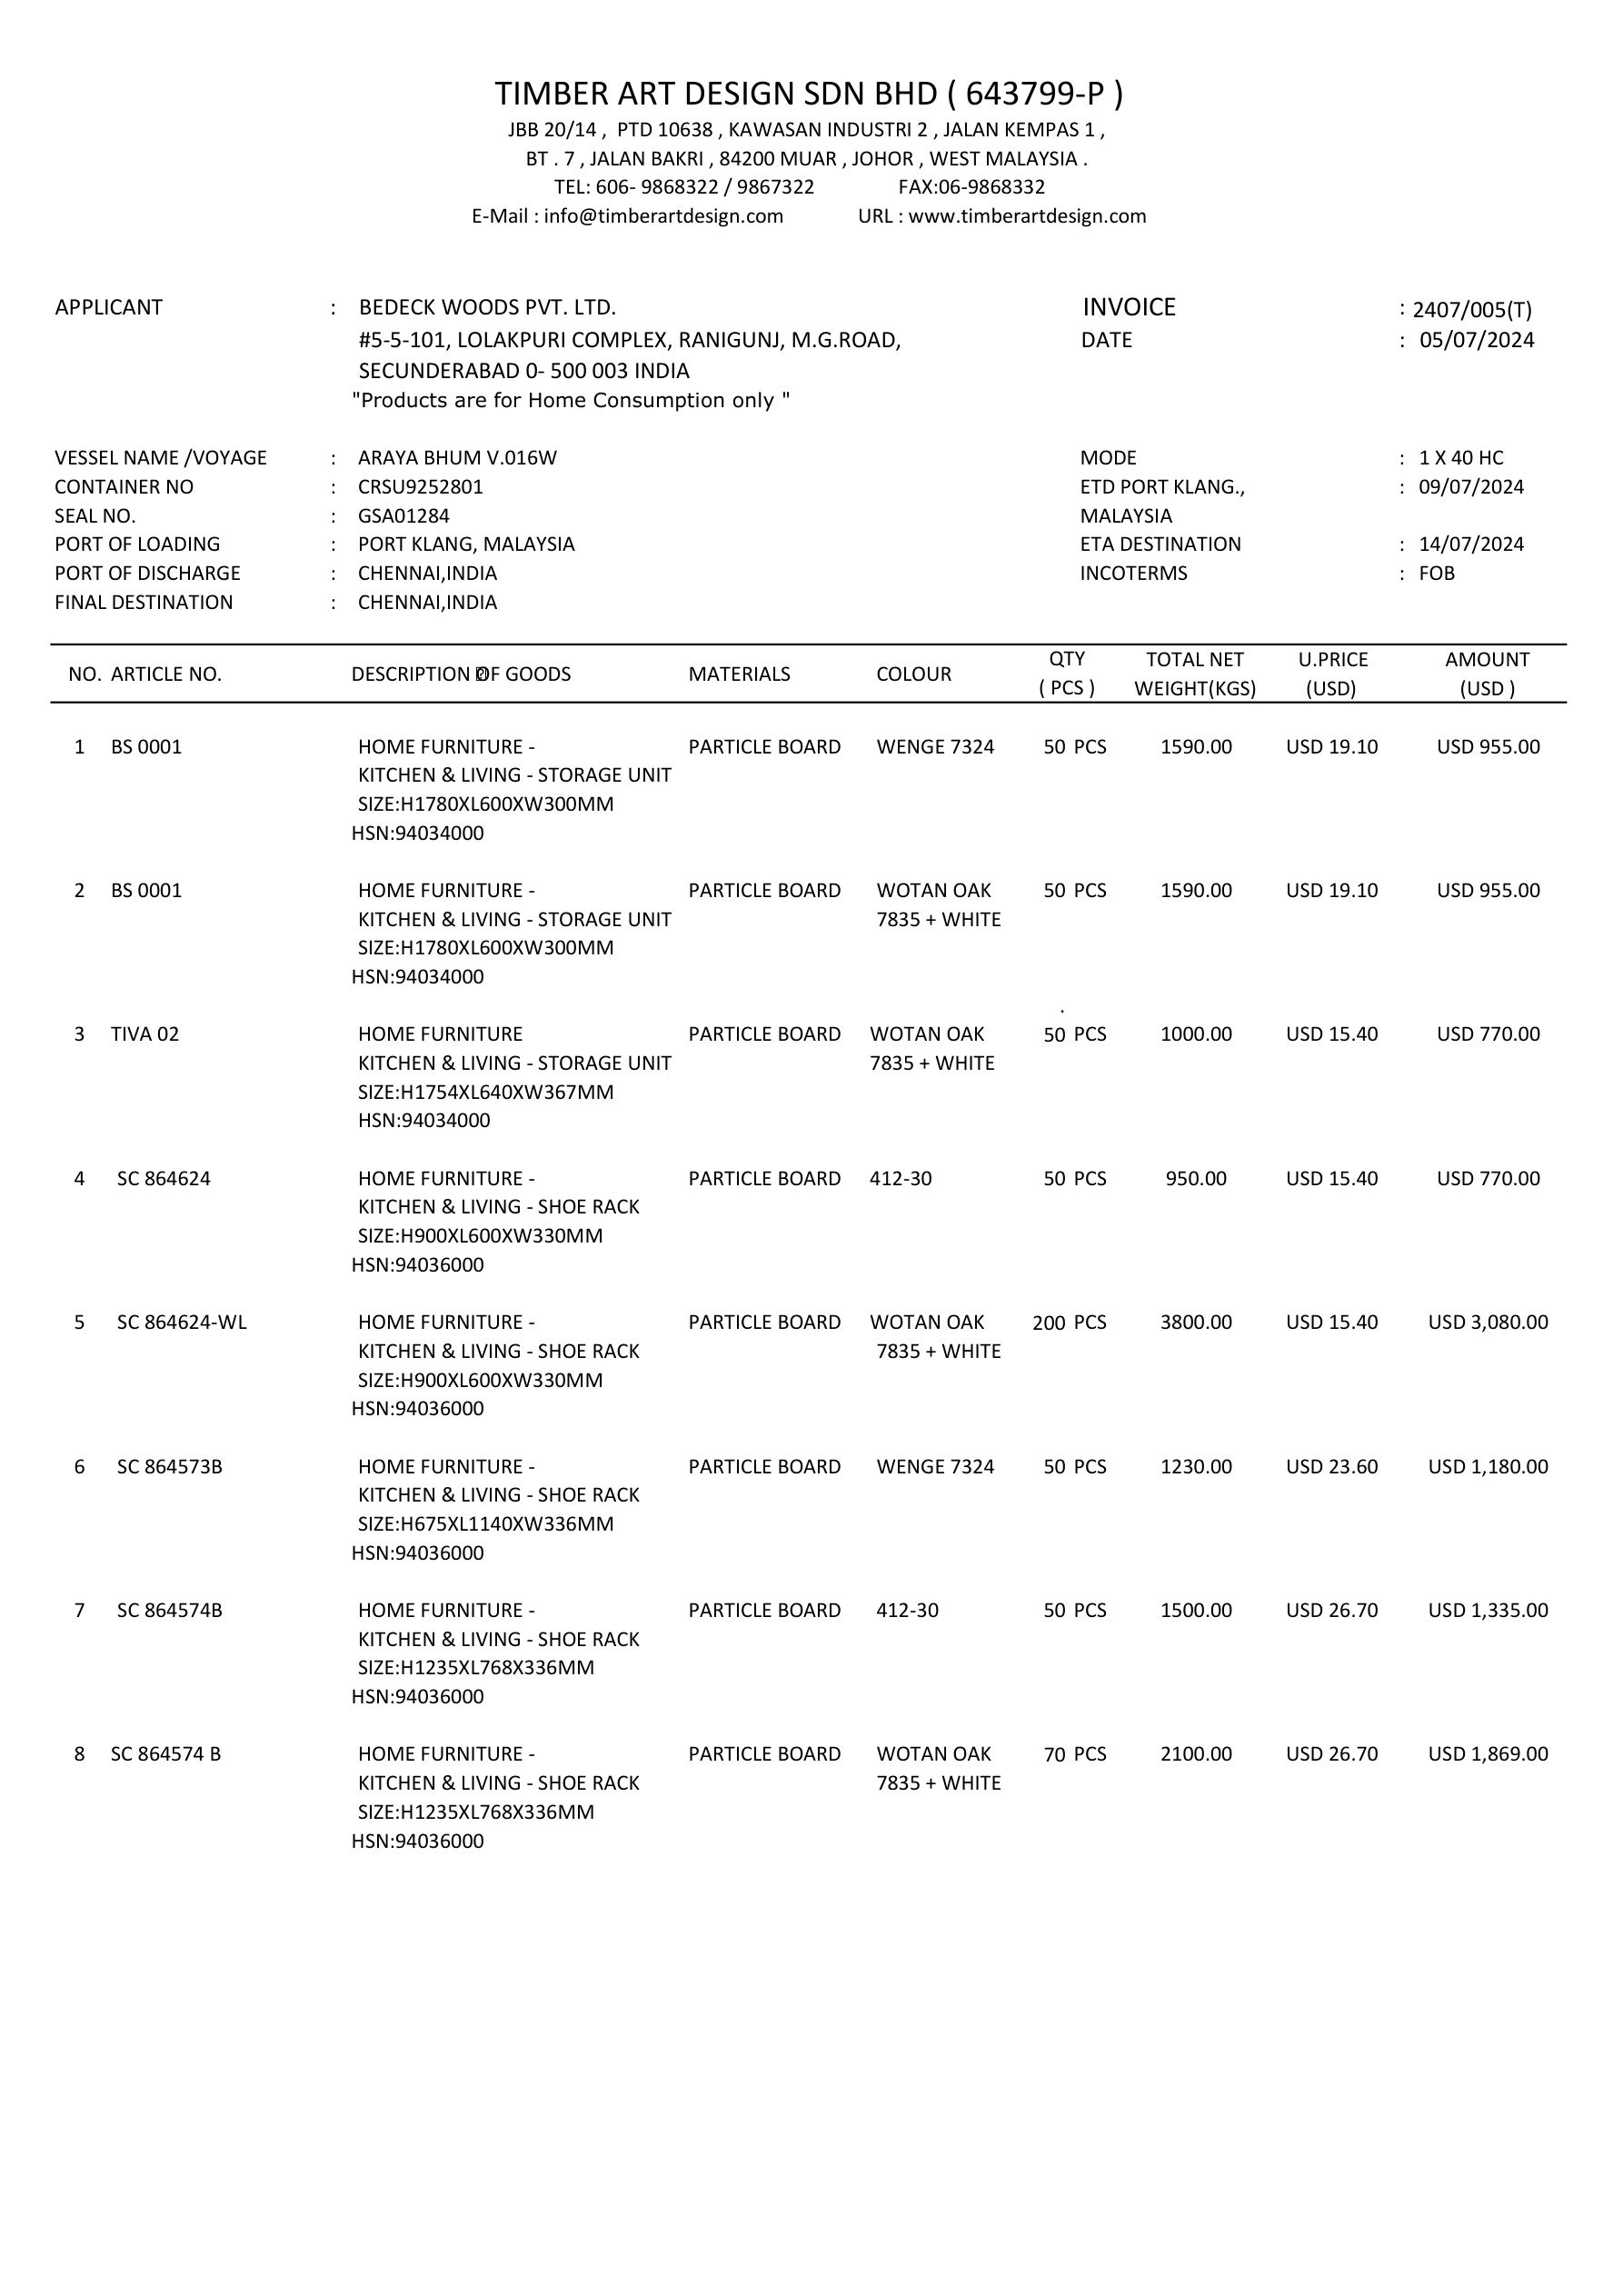 TIMBER ART DESIGN SDN BHD ( 643799-P )
JBB 20/14 , PTD 10638 , KAWASAN INDUSTRI 2 , JALAN KEMPAS 1 ,
BT . 7 , JALAN BAKRI , 84200 MUAR , JOHOR , WEST MALAYSIA .
TEL: 606- 9868322 / 9867322 FAX:06-9868332
E-Mail : info@timberartdesign.com URL : www.timberartdesign.com
APPLICANT : BEDECK WOODS PVT. LTD. INVOICE : 2407/005(T)
#5-5-101, LOLAKPURI COMPLEX, RANIGUNJ, M.G.ROAD, DATE : 05/07/2024
SECUNDERABAD 0- 500 003 INDIA
"Products are for Home Consumption only "
VESSEL NAME /VOYAGE : ARAYA BHUM V.016W MODE : 1 X 40 HC
CONTAINER NO : CRSU9252801 ETD PORT KLANG., : 09/07/2024
SEAL NO. : GSA01284 MALAYSIA
PORT OF LOADING : PORT KLANG, MALAYSIA ETA DESTINATION : 14/07/2024
PORT OF DISCHARGE : CHENNAI,INDIA INCOTERMS : FOB
FINAL DESTINATION : CHENNAI,INDIA
QTY TOTAL NET U.PRICE AMOUNT
NO. ARTICLE NO. DESCRIPTION OF GOODS MATERIALS COLOUR
( PCS ) WEIGHT(KGS) (USD) (USD )
1 BS 0001 HOME FURNITURE - PARTICLE BOARD WENGE 7324 50 PCS 1590.00 USD 19.10 USD 955.00
KITCHEN & LIVING - STORAGE UNIT
SIZE:H1780XL600XW300MM
HSN:94034000
2 BS 0001 HOME FURNITURE - PARTICLE BOARD WOTAN OAK 50 PCS 1590.00 USD 19.10 USD 955.00
KITCHEN & LIVING - STORAGE UNIT 7835 + WHITE
SIZE:H1780XL600XW300MM
HSN:94034000
.
3 TIVA 02 HOME FURNITURE PARTICLE BOARD WOTAN OAK 50 PCS 1000.00 USD 15.40 USD 770.00
KITCHEN & LIVING - STORAGE UNIT 7835 + WHITE
SIZE:H1754XL640XW367MM
HSN:94034000
4 SC 864624 HOME FURNITURE - PARTICLE BOARD 412-30 50 PCS 950.00 USD 15.40 USD 770.00
KITCHEN & LIVING - SHOE RACK
SIZE:H900XL600XW330MM
HSN:94036000
5 SC 864624-WL HOME FURNITURE - PARTICLE BOARD WOTAN OAK 200 PCS 3800.00 USD 15.40 USD 3,080.00
KITCHEN & LIVING - SHOE RACK 7835 + WHITE
SIZE:H900XL600XW330MM
HSN:94036000
6 SC 864573B HOME FURNITURE - PARTICLE BOARD WENGE 7324 50 PCS 1230.00 USD 23.60 USD 1,180.00
KITCHEN & LIVING - SHOE RACK
SIZE:H675XL1140XW336MM
HSN:94036000
7 SC 864574B HOME FURNITURE - PARTICLE BOARD 412-30 50 PCS 1500.00 USD 26.70 USD 1,335.00
KITCHEN & LIVING - SHOE RACK
SIZE:H1235XL768X336MM
HSN:94036000
8 SC 864574 B HOME FURNITURE - PARTICLE BOARD WOTAN OAK 70 PCS 2100.00 USD 26.70 USD 1,869.00
KITCHEN & LIVING - SHOE RACK 7835 + WHITE
SIZE:H1235XL768X336MM
HSN:94036000